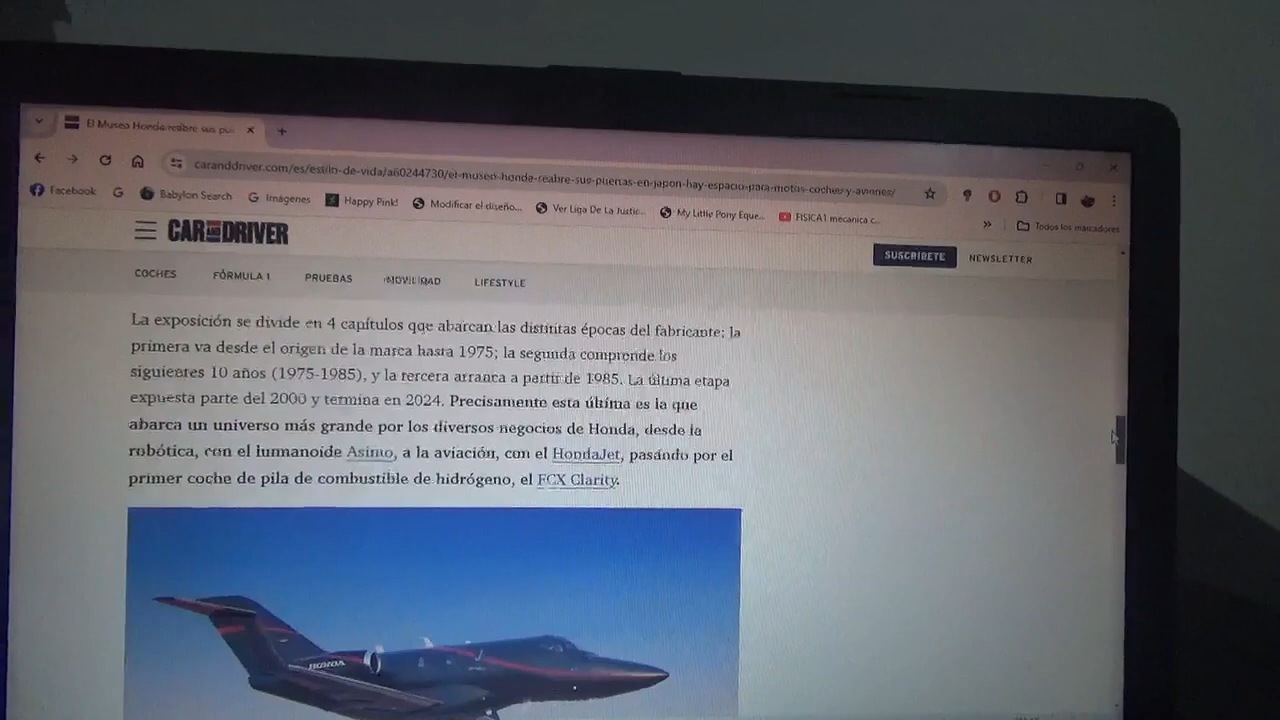 El Museo Honda reabre sus pu
caranddriver.com/es/estilo-de-vida/a60244730/el-museo-honda-reabre-sus-puertas-en-japon-hay-espacio-para-motos-coches-y-aviones/
Facebook
Babylon Search
Imágenes
Happy Pink!
Modificar el diseño...
Ver Liga De La Justic...
My Little Pony Eque...
FISICA1 mecanica c...
»
Todos los marcadores
CAR AND DRIVER
SUSCRÍBETE
NEWSLETTER
COCHES
FÓRMULA 1
PRUEBAS
MOVILIDAD
LIFESTYLE
La exposición se divide en 4 capítulos que abarcan las distintas épocas del fabricante; la
primera va desde el origen de la marca hasta 1975; la segunda comprende los
siguientes 10 años (1975-1985), y la tercera arranca a partir de 1985. La última etapa
expuesta parte del 2000 y termina en 2024. Precisamente esta última es la que
abarca un universo más grande por los diversos negocios de Honda, desde la
robótica, con el humanoide Asimo, a la aviación, con el HondaJet, pasando por el
primer coche de pila de combustible de hidrógeno, el FCX Clarity.
HONDA